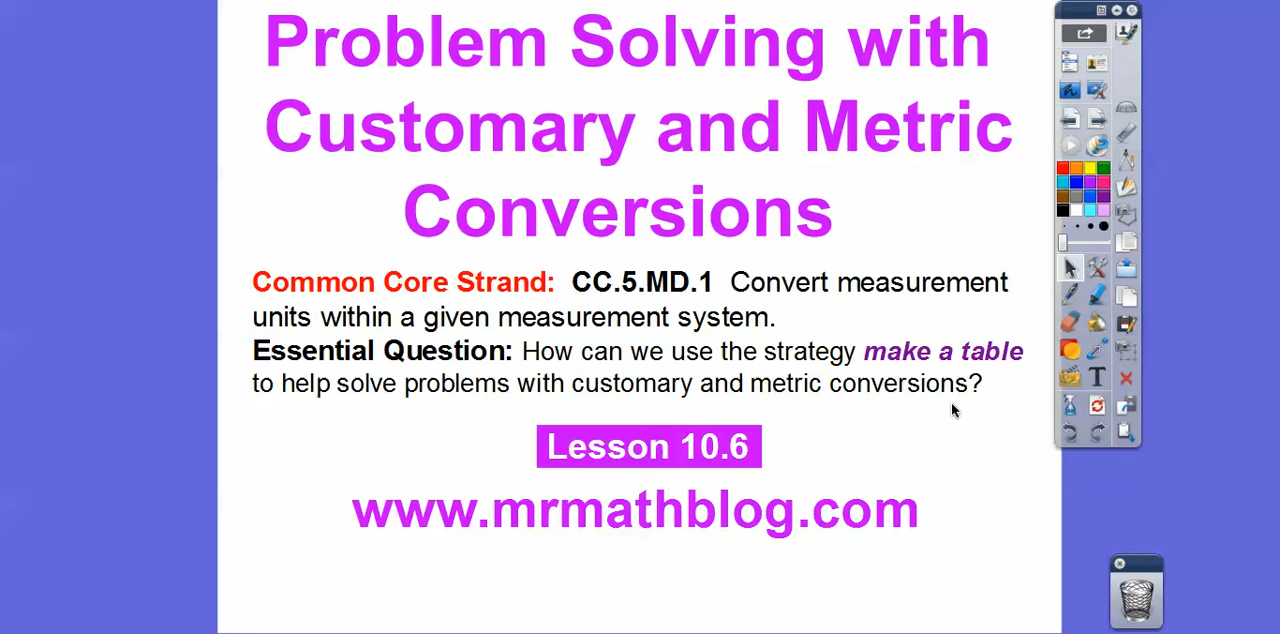 Problem Solving with
Customary and Metric
Conversions
Common Core Strand: CC.5.MD.1 Convert measurement
units within a given measurement system.
Essential Question: How can we use the strategy make a table
to help solve problems with customary and metric conversions?
Lesson 10.6
www.mrmathblog.com